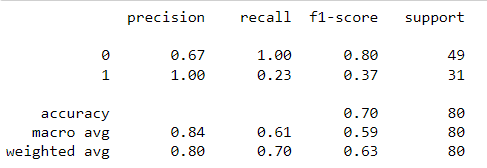 precision recall f1-score support
0 0.67 1.00 0.80 49
1 1.00 0.23 0.37 31
accuracy 0.70 80
macro avg 0.84 0.61 0.59 80
weighted avg 0.80 0.70 0.63 80